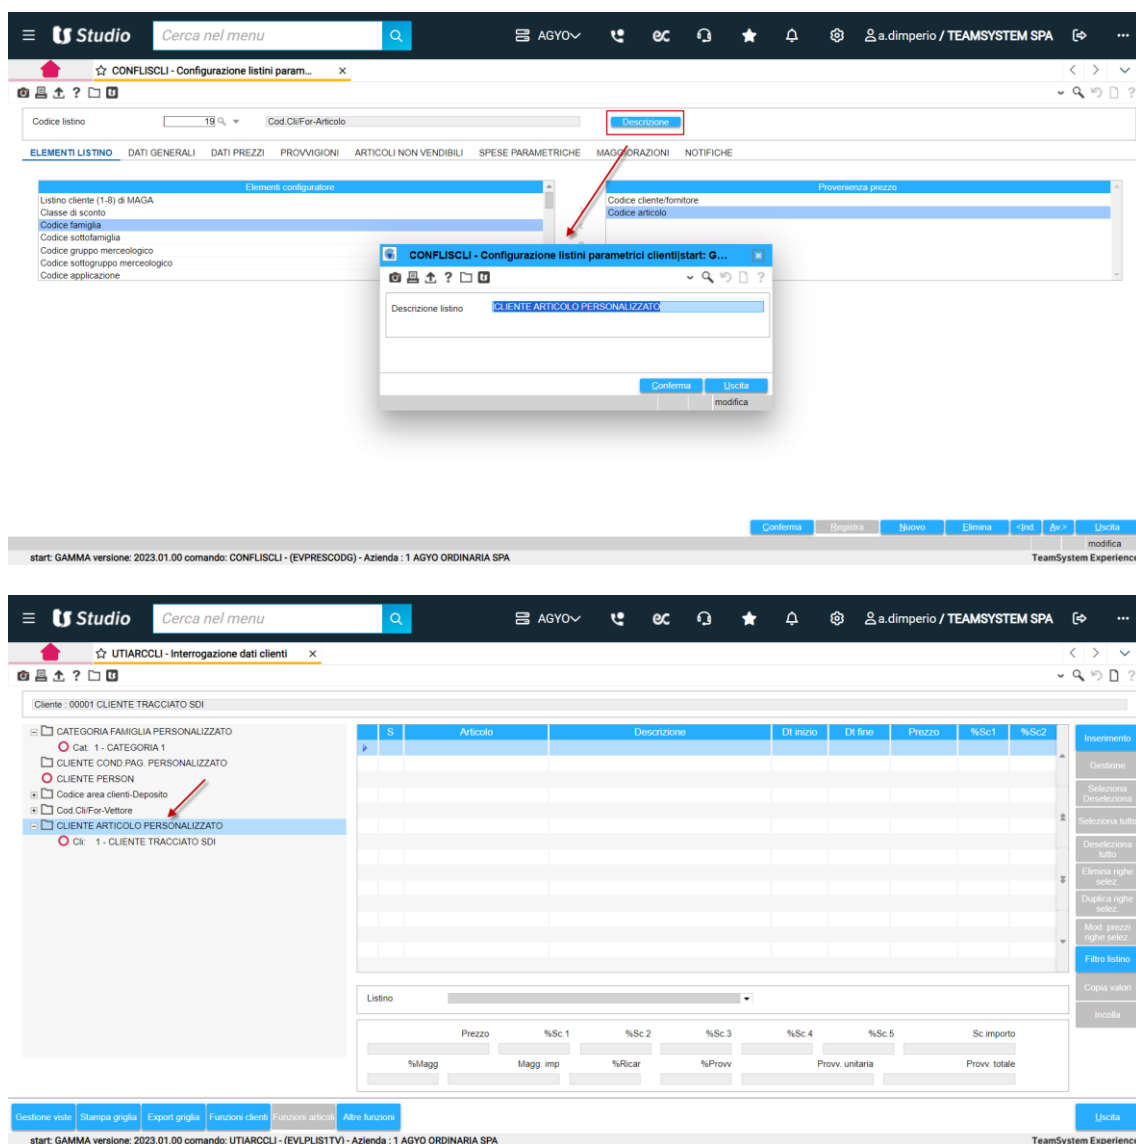 Studio Cerca nel menu AGYO a.dimperio / TEAMSYSTEM SPA
CONFLISCLI - Configurazione listini param... ×
Codice listino 19 Cod.Cli/For-Articolo Descrizione
ELEMENTI LISTINO DATI GENERALI DATI PREZZI PROVVIGIONI ARTICOLI NON VENDIBILI SPESE PARAMETRICHE MAGGIORAZIONI NOTIFICHE
Elementi configuratore Provenienza prezzo
Listino cliente (1-8) di MAGA Codice cliente/fornitore
Classe di sconto Codice articolo
Codice famiglia
Codice sottofamiglia
Codice gruppo merceologico
Codice sottogruppo merceologico
Codice applicazione
CONFLISCLI - Configurazione listini parametrici clienti|start: G...
Descrizione listino CLIENTE ARTICOLO PERSONALIZZATO
Conferma Uscita
modifica
Conferma Registra Nuovo Elimina <Ind. Av.> Uscita
modifica
start: GAMMA versione: 2023.01.00 comando: CONFLISCLI - (EVPRESCODG) - Azienda : 1 AGYO ORDINARIA SPA TeamSystem Experience
Studio Cerca nel menu AGYO a.dimperio / TEAMSYSTEM SPA
UTIARCCLI - Interrogazione dati clienti ×
Cliente : 00001 CLIENTE TRACCIATO SDI
CATEGORIA FAMIGLIA PERSONALIZZATO
Cat: 1 - CATEGORIA 1
CLIENTE COND.PAG. PERSONALIZZATO
CLIENTE PERSON
Codice area clienti-Deposito
Cod.Cli/For-Vettore
CLIENTE ARTICOLO PERSONALIZZATO
Cli: 1 - CLIENTE TRACCIATO SDI
S Articolo Descrizione Dt inizio Dt fine Prezzo %Sc1 %Sc2
Inserimento
Gestione
Seleziona
Deseleziona
Seleziona tutto
Deseleziona
tutto
Elimina righe
selez.
Duplica righe
selez.
Mod. prezzi
righe selez.
Filtro listino
Copia valori
Incolla
Listino
Prezzo %Sc.1 %Sc.2 %Sc.3 %Sc.4 %Sc.5 Sc.importo
%Magg Magg. imp %Ricar %Provv Provv. unitaria Provv. totale
Gestione viste Stampa griglia Export griglia Funzioni clienti Funzioni articoli Altre funzioni Uscita
start: GAMMA versione: 2023.01.00 comando: UTIARCCLI - (EVLPLIS1TV) - Azienda : 1 AGYO ORDINARIA SPA TeamSystem Experience